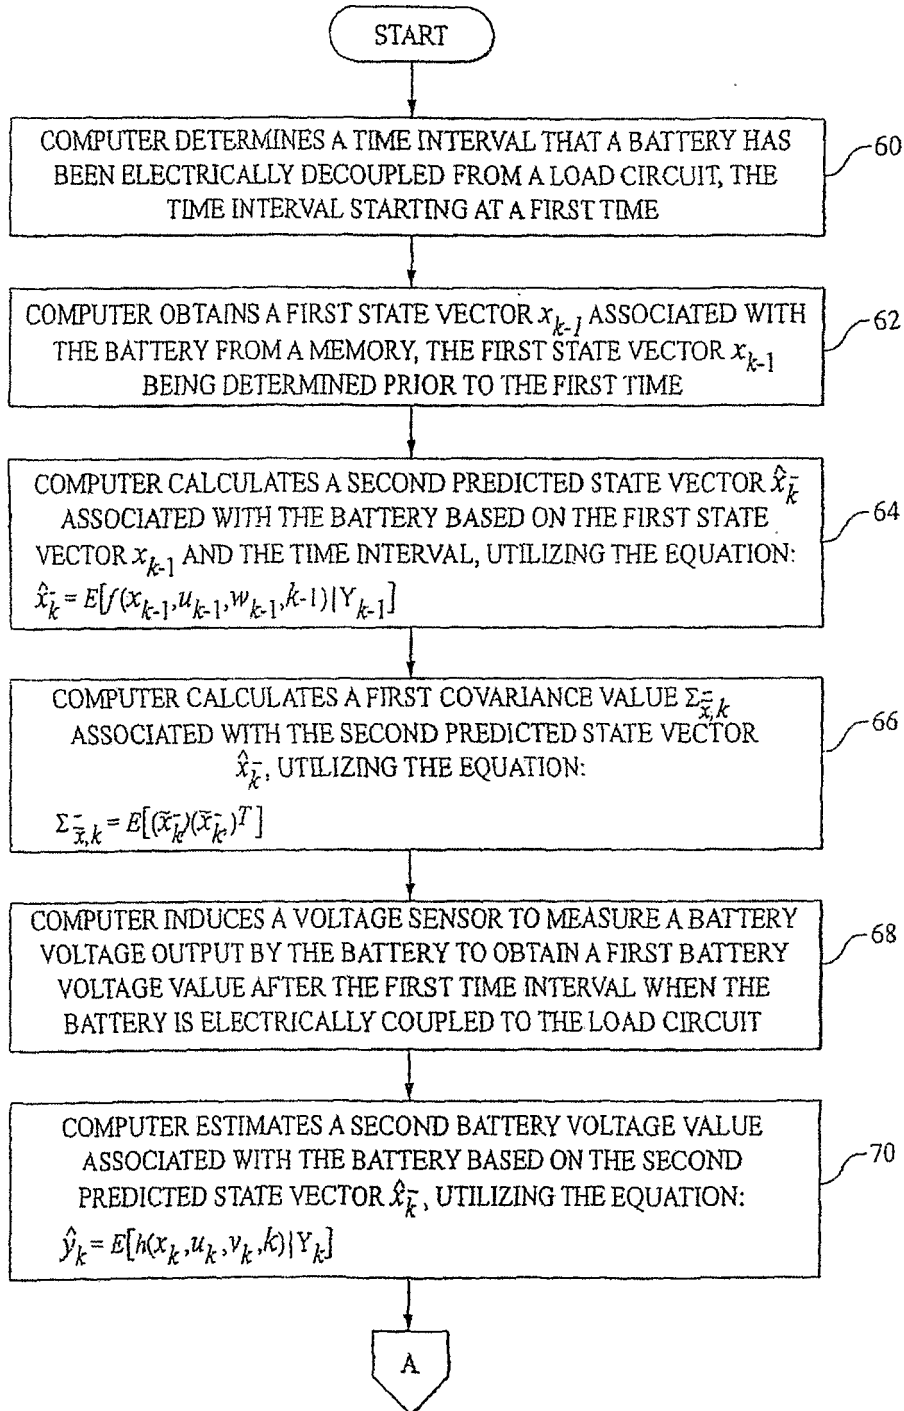 START
COMPUTER DETERMINES A TIME INTERVAL THAT A BATTERY HAS
BEEN ELECTRICALLY DECOUPLED FROM A LOAD CIRCUIT, THE
TIME INTERVAL STARTING AT A FIRST TIME
60
COMPUTER OBTAINS A FIRST STATE VECTOR x_{k-1} ASSOCIATED WITH
THE BATTERY FROM A MEMORY, THE FIRST STATE VECTOR x_{k-1}
BEING DETERMINED PRIOR TO THE FIRST TIME
62
COMPUTER CALCULATES A SECOND PREDICTED STATE VECTOR x̂_k^-
ASSOCIATED WITH THE BATTERY BASED ON THE FIRST STATE
VECTOR x_{k-1} AND THE TIME INTERVAL, UTILIZING THE EQUATION:
x̂_k^- = E[f(x_{k-1},u_{k-1},w_{k-1},k-1)|Y_{k-1}]
64
COMPUTER CALCULATES A FIRST COVARIANCE VALUE Σ_{x̃,k}^-
ASSOCIATED WITH THE SECOND PREDICTED STATE VECTOR
x̂_k^-, UTILIZING THE EQUATION:
Σ_{x̃,k}^- = E[(x̃_k^-)(x̃_k^-)^T]
66
COMPUTER INDUCES A VOLTAGE SENSOR TO MEASURE A BATTERY
VOLTAGE OUTPUT BY THE BATTERY TO OBTAIN A FIRST BATTERY
VOLTAGE VALUE AFTER THE FIRST TIME INTERVAL WHEN THE
BATTERY IS ELECTRICALLY COUPLED TO THE LOAD CIRCUIT
68
COMPUTER ESTIMATES A SECOND BATTERY VOLTAGE VALUE
ASSOCIATED WITH THE BATTERY BASED ON THE SECOND
PREDICTED STATE VECTOR x̂_k^-, UTILIZING THE EQUATION:
ŷ_k = E[h(x_k,u_k,v_k,k)|Y_k]
70
A